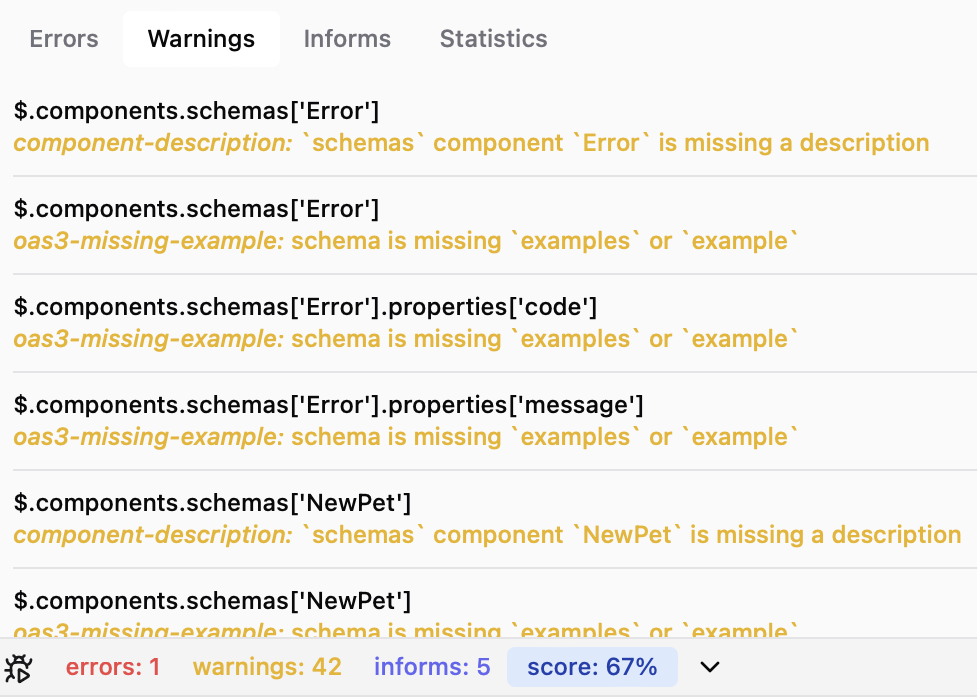 Errors Warnings Informs Statistics
$.components.schemas['Error']
component-description: `schemas` component `Error` is missing a description
$.components.schemas['Error']
oas3-missing-example: schema is missing `examples` or `example`
$.components.schemas['Error'].properties['code']
oas3-missing-example: schema is missing `examples` or `example`
$.components.schemas['Error'].properties['message']
oas3-missing-example: schema is missing `examples` or `example`
$.components.schemas['NewPet']
component-description: `schemas` component `NewPet` is missing a description
$.components.schemas['NewPet']
oas3-missing-example: schema is missing `examples` or `example`
errors: 1 warnings: 42 informs: 5 score: 67%